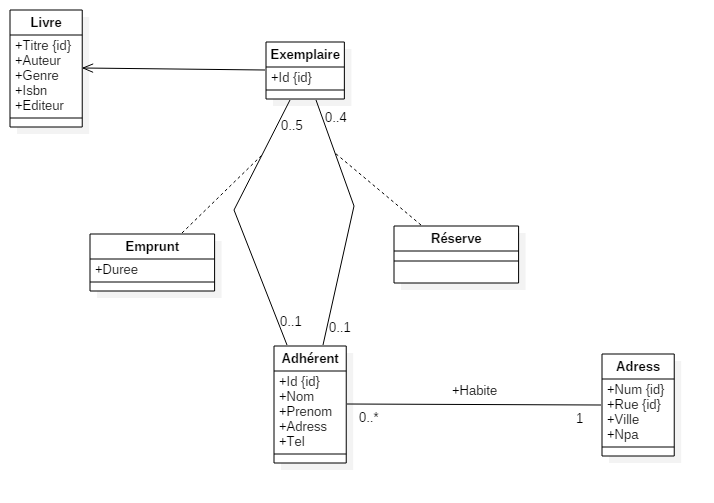 Livre
+Titre {id}
+Auteur
+Genre
+Isbn
+Editeur
Exemplaire
+Id {id}
0..5
0..4
Emprunt
+Duree
Réserve
0..1
0..1
Adhérent
+Id {id}
+Nom
+Prenom
+Adress
+Tel
+Habite
0..*
1
Adress
+Num {id}
+Rue {id}
+Ville
+Npa